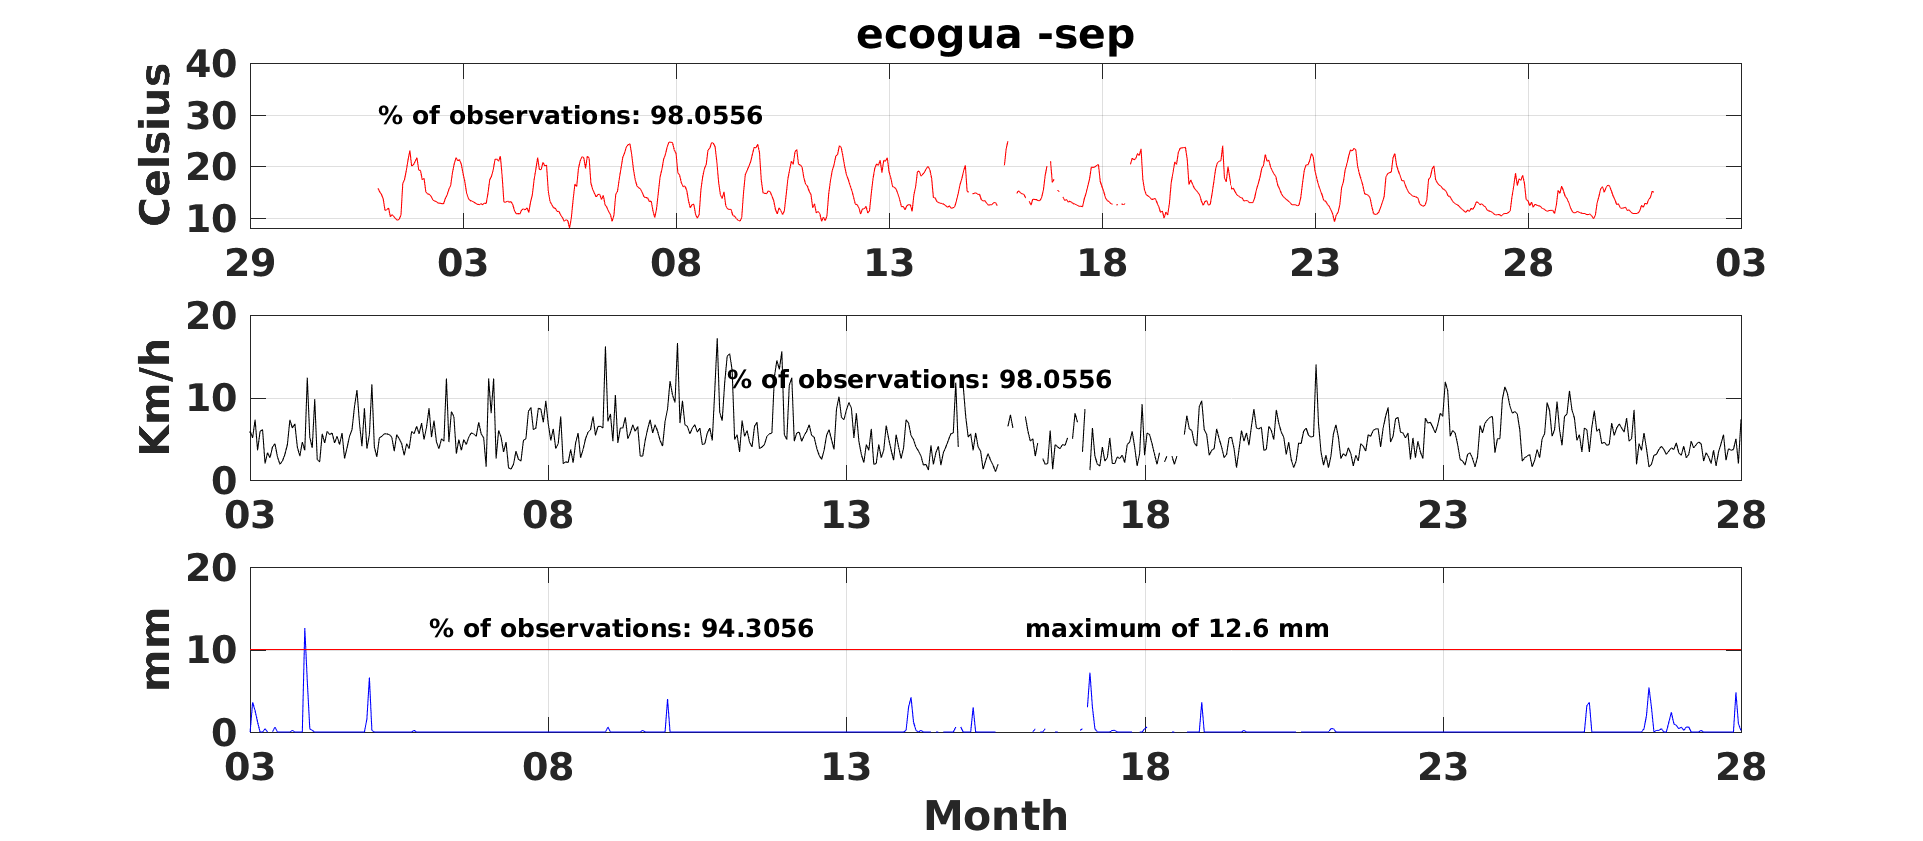 ecogua -sep
Celsius
40
30
20
10
% of observations: 98.0556
29 03 08 13 18 23 28 03
Km/h
20
10
0
% of observations: 98.0556
03 08 13 18 23 28
mm
20
10
0
% of observations: 94.3056
maximum of 12.6 mm
03 08 13 18 23 28
Month